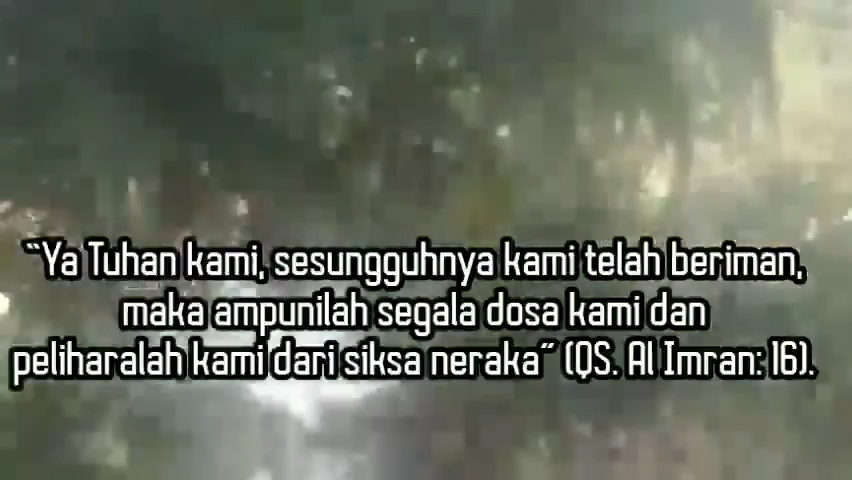 “Ya Tuhan kami, sesungguhnya kami telah beriman,
maka ampunilah segala dosa kami dan
peliharalah kami dari siksa neraka” (QS. Al Imran: 16).